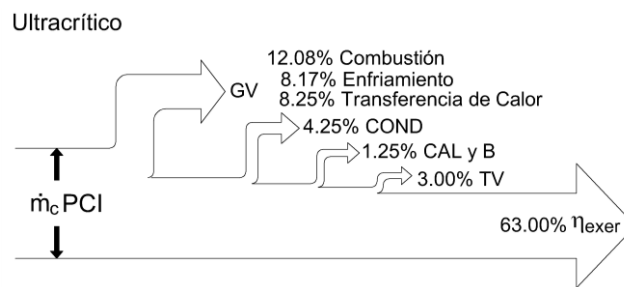 Ultracrítico
12.08% Combustión
8.17% Enfriamiento
GV
8.25% Transferencia de Calor
4.25% COND
1.25% CAL y B
3.00% TV
ṁc PCI
63.00% ηexer